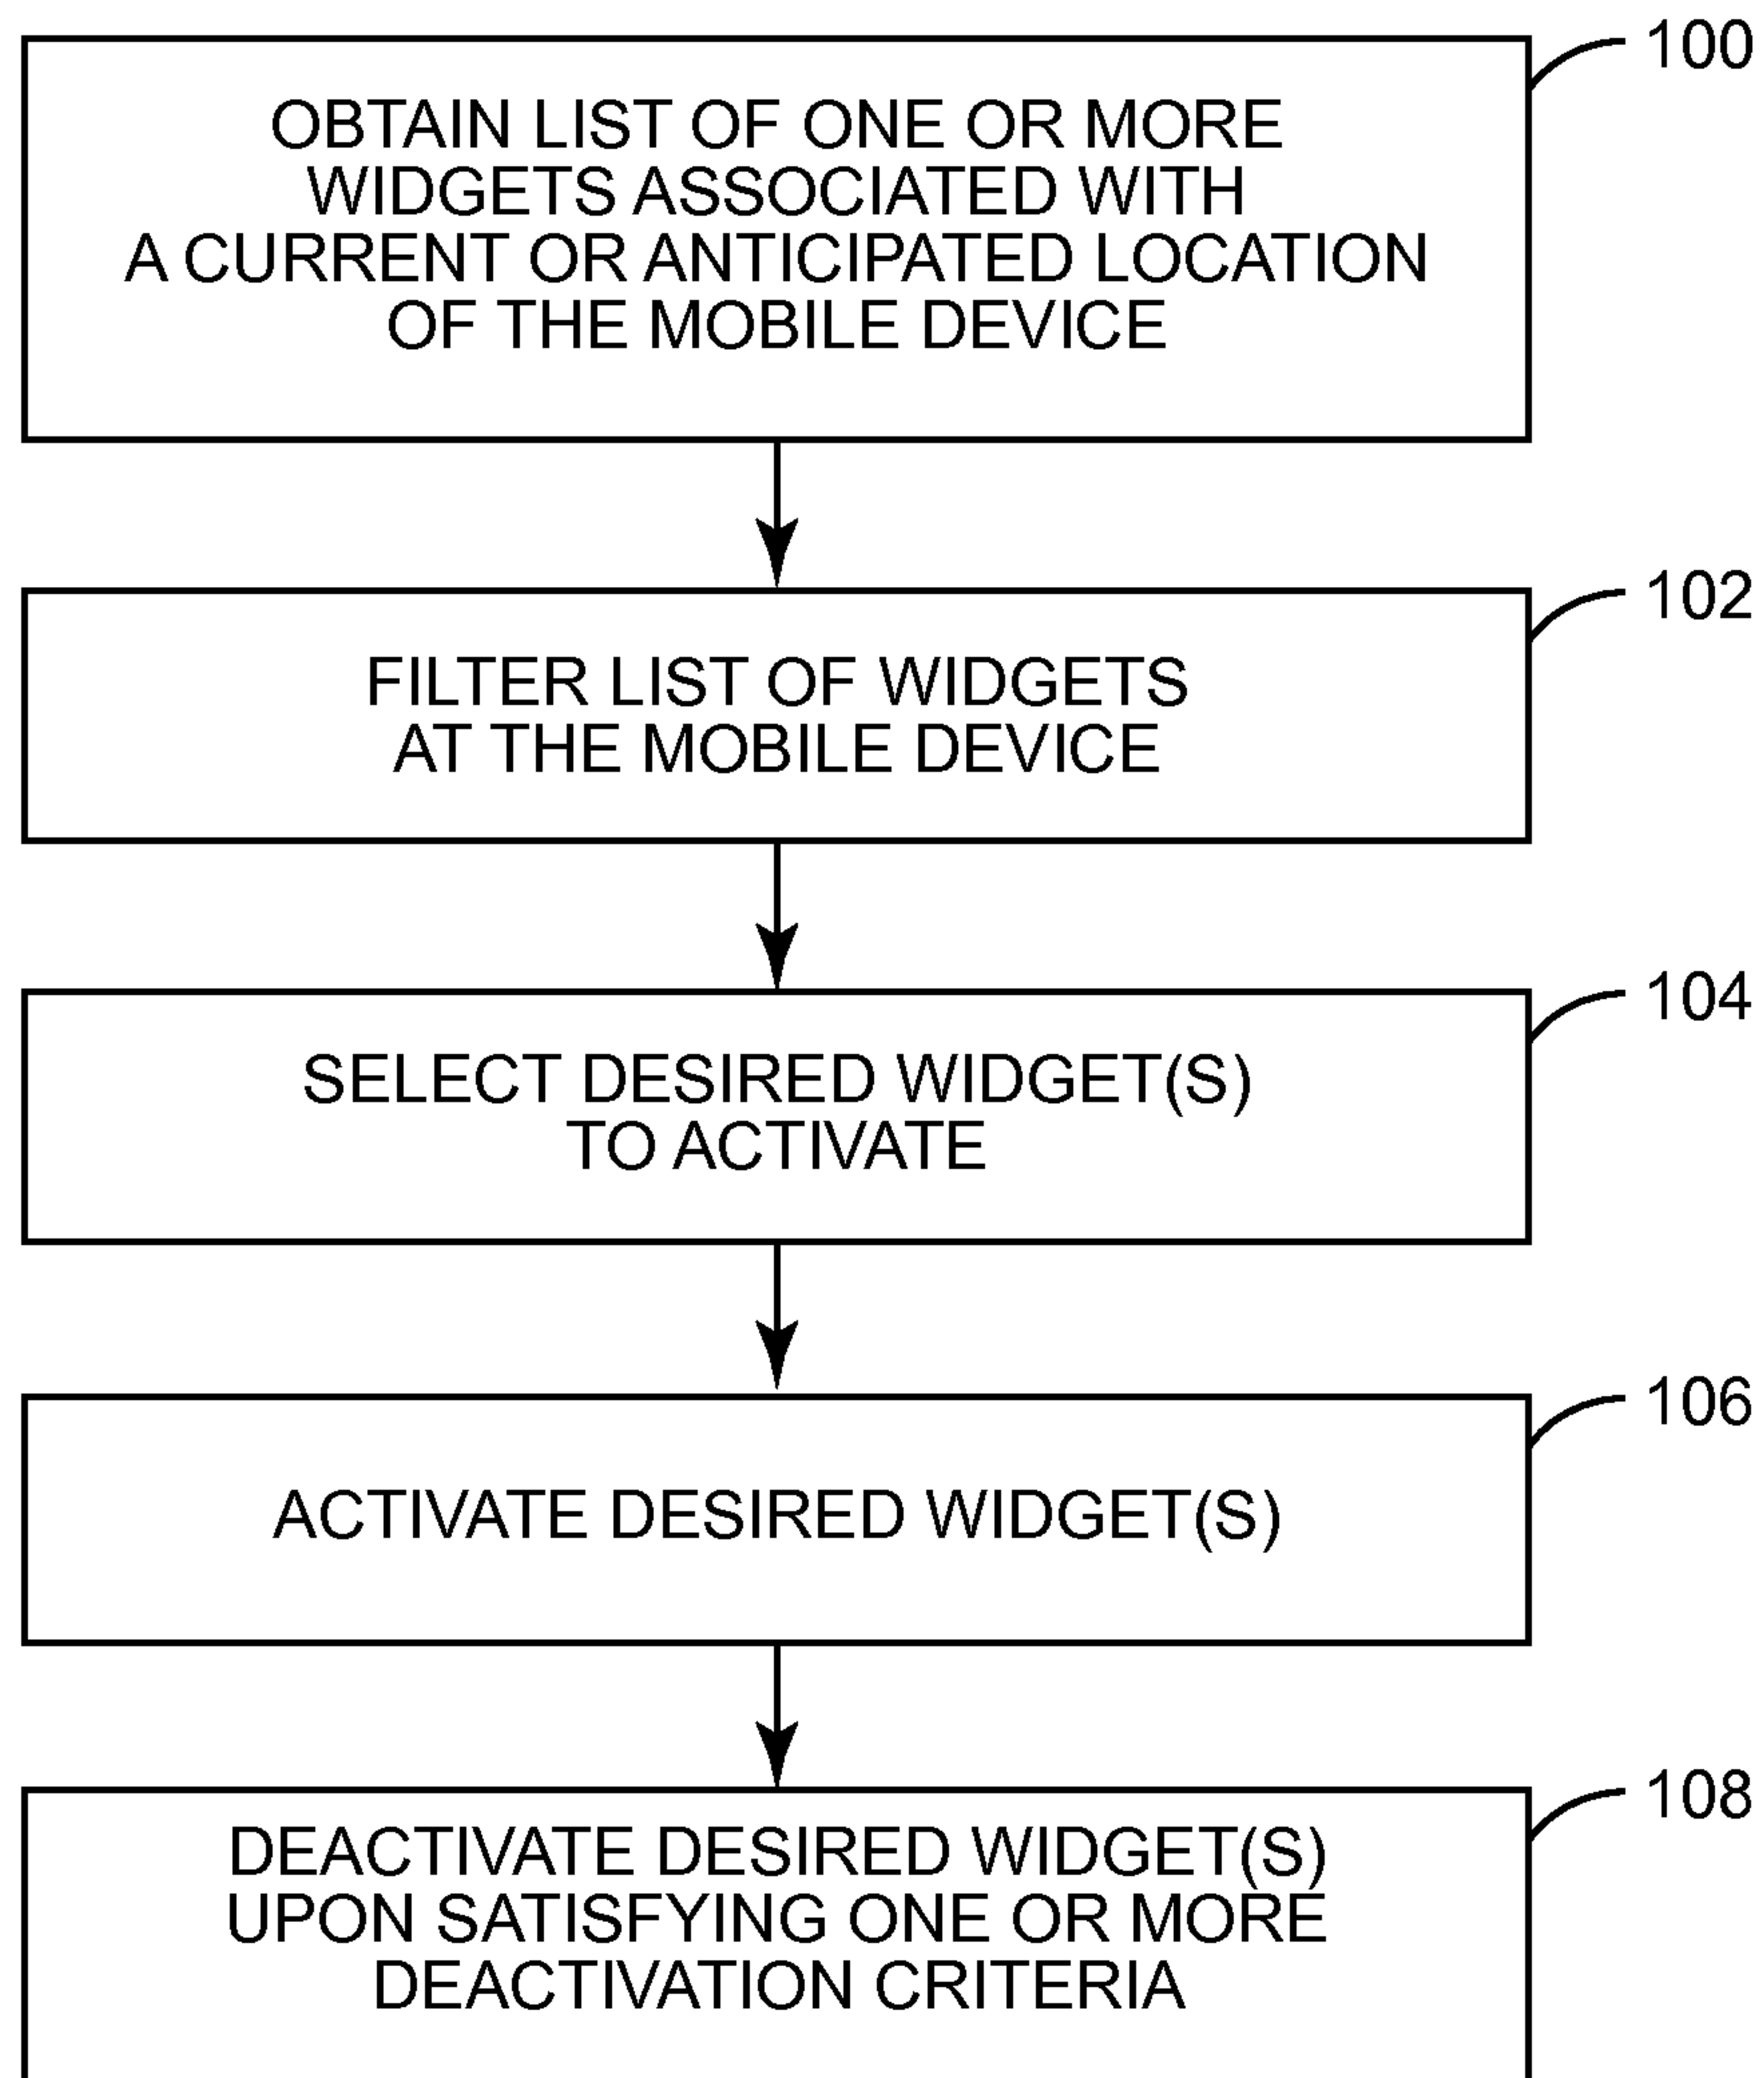 100
OBTAIN LIST OF ONE OR MORE
WIDGETS ASSOCIATED WITH
A CURRENT OR ANTICIPATED LOCATION
OF THE MOBILE DEVICE
102
FILTER LIST OF WIDGETS
AT THE MOBILE DEVICE
104
SELECT DESIRED WIDGET(S)
TO ACTIVATE
106
ACTIVATE DESIRED WIDGET(S)
108
DEACTIVATE DESIRED WIDGET(S)
UPON SATISFYING ONE OR MORE
DEACTIVATION CRITERIA